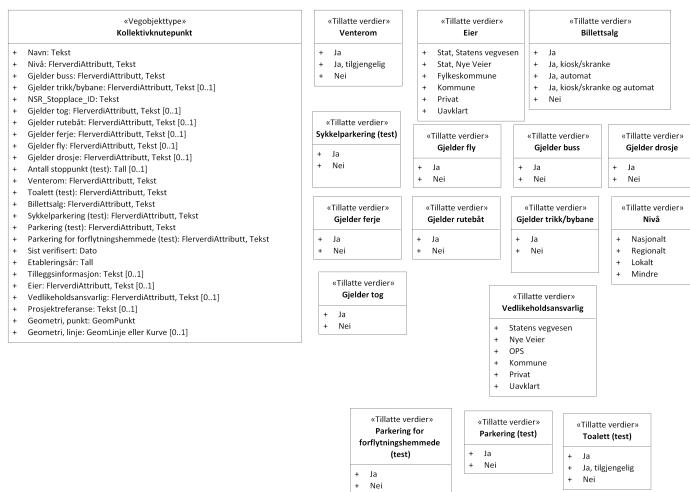 «Vegobjekttype»
Kollektivknutepunkt
+ Navn: Tekst
+ Nivå: FlerverdiAttributt, Tekst
+ Gjelder buss: FlerverdiAttributt, Tekst
+ Gjelder trikk/bybane: FlerverdiAttributt, Tekst [0..1]
+ NSR_Stopplace_ID: Tekst
+ Gjelder tog: FlerverdiAttributt, Tekst [0..1]
+ Gjelder rutebåt: FlerverdiAttributt, Tekst [0..1]
+ Gjelder ferje: FlerverdiAttributt, Tekst [0..1]
+ Gjelder fly: FlerverdiAttributt, Tekst [0..1]
+ Gjelder drosje: FlerverdiAttributt, Tekst [0..1]
+ Antall stoppunkt (test): Tall [0..1]
+ Venterom: FlerverdiAttributt, Tekst
+ Toalett (test): FlerverdiAttributt, Tekst
+ Billettsalg: FlerverdiAttributt, Tekst
+ Sykkelparkering (test): FlerverdiAttributt, Tekst
+ Parkering (test): FlerverdiAttributt, Tekst
+ Parkering for forflytningshemmede (test): FlerverdiAttributt, Tekst
+ Sist verifisert: Dato
+ Etableringsår: Tall
+ Tilleggsinformasjon: Tekst [0..1]
+ Eier: FlerverdiAttributt, Tekst
+ Vedlikeholdsansvarlig: FlerverdiAttributt, Tekst [0..1]
+ Prosjektreferanse: Tekst [0..1]
+ Geometri, punkt: GeomPunkt
+ Geometri, linje: GeomLinje eller Kurve [0..1]
«Tillatte verdier»
Venterom
+ Ja
+ Ja, tilgjengelig
+ Nei
«Tillatte verdier»
Eier
+ Stat, Statens vegvesen
+ Stat, Nye Veier
+ Fylkeskommune
+ Kommune
+ Privat
+ Uavklart
«Tillatte verdier»
Billettsalg
+ Ja
+ Ja, kiosk/skranke
+ Ja, automat
+ Ja, kiosk/skranke og automat
+ Nei
«Tillatte verdier»
Sykkelparkering (test)
+ Ja
+ Nei
«Tillatte verdier»
Gjelder fly
+ Ja
+ Nei
«Tillatte verdier»
Gjelder buss
+ Ja
+ Nei
«Tillatte verdier»
Gjelder drosje
+ Ja
+ Nei
«Tillatte verdier»
Gjelder ferje
+ Ja
+ Nei
«Tillatte verdier»
Gjelder rutebåt
+ Ja
+ Nei
«Tillatte verdier»
Gjelder trikk/bybane
+ Ja
+ Nei
«Tillatte verdier»
Nivå
+ Nasjonalt
+ Regionalt
+ Lokalt
+ Mindre
«Tillatte verdier»
Gjelder tog
+ Ja
+ Nei
«Tillatte verdier»
Vedlikeholdsansvarlig
+ Statens vegvesen
+ Nye Veier
+ OPS
+ Kommune
+ Privat
+ Uavklart
«Tillatte verdier»
Parkering for
forflytningshemmede
(test)
+ Ja
+ Nei
«Tillatte verdier»
Parkering (test)
+ Ja
+ Nei
«Tillatte verdier»
Toalett (test)
+ Ja
+ Ja, tilgjengelig
+ Nei